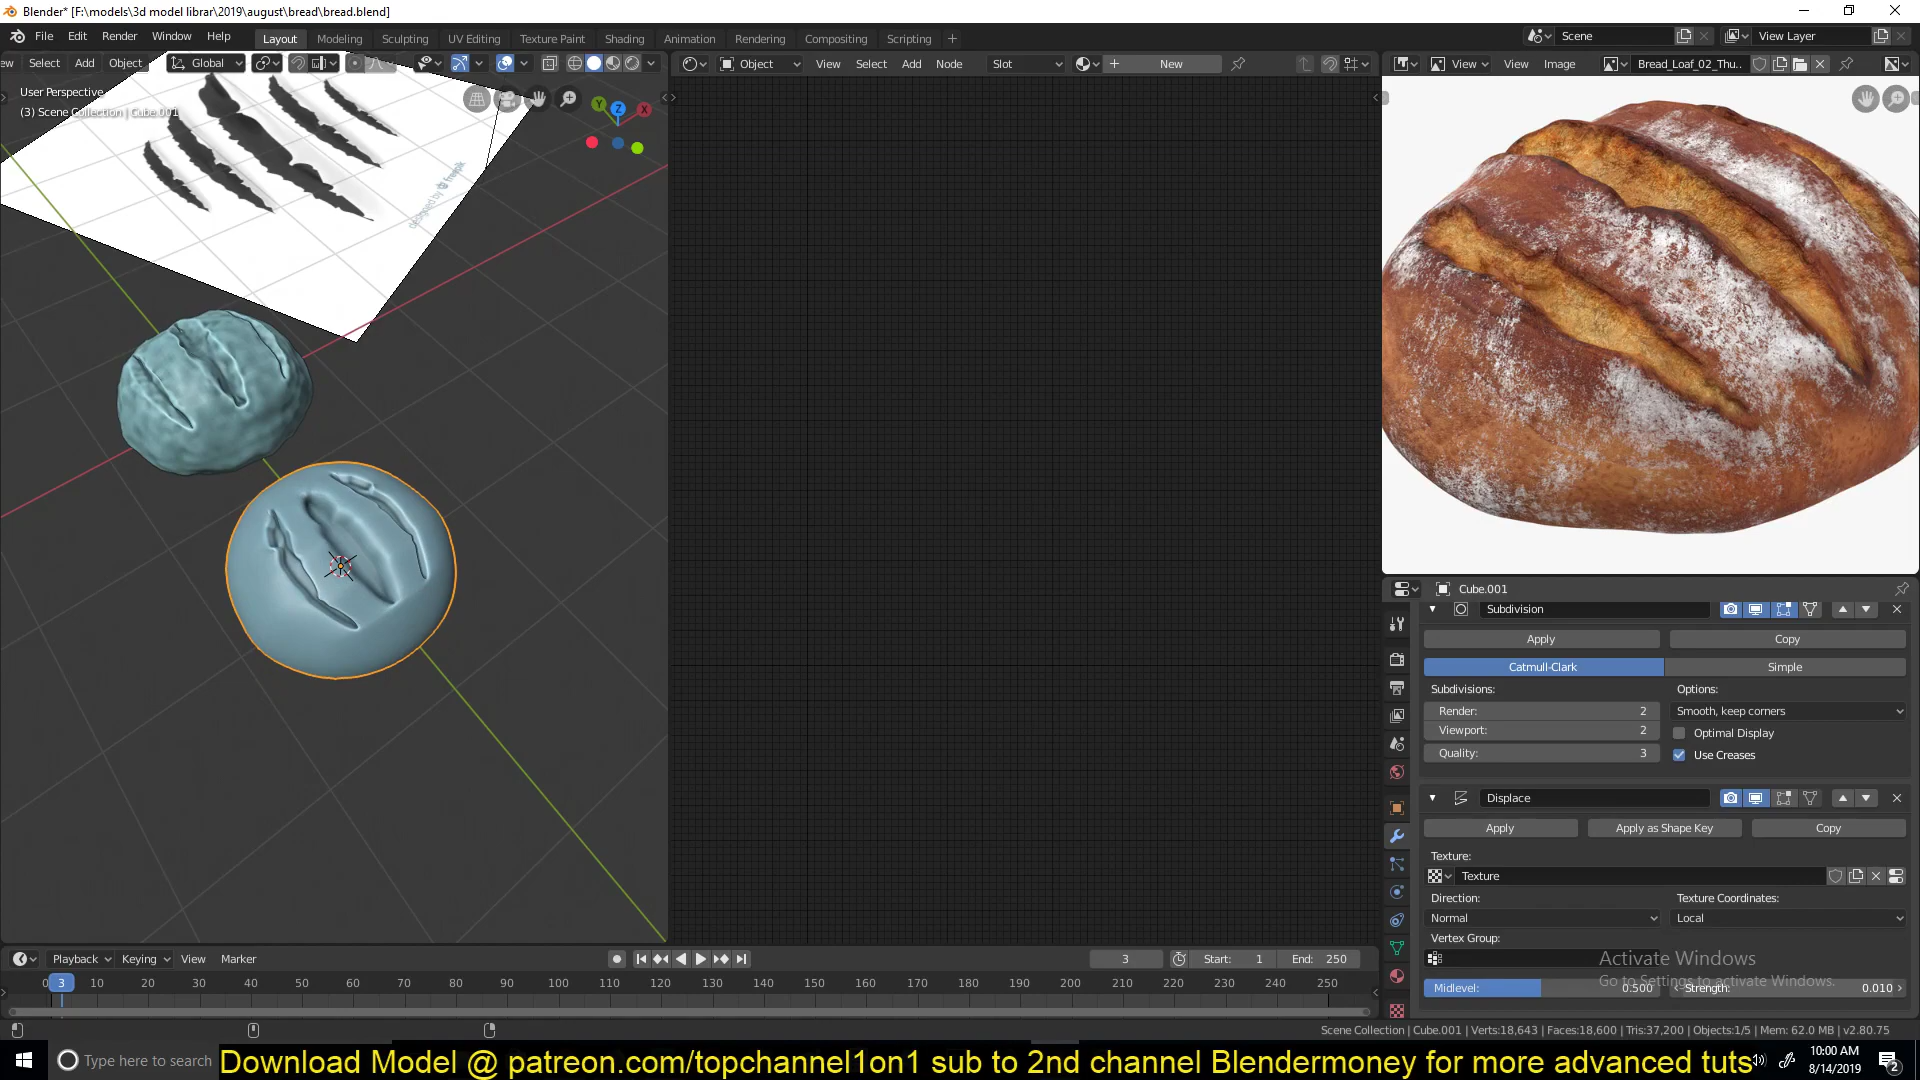 Blender* [F:\models\3d model librar\2019\august\bread\bread.blend]
File Edit Render Window Help Layout Modeling Sculpting UV Editing Texture Paint Shading Animation Rendering Compositing Scripting + Scene View Layer
ew Select Add Object Global Object View Select Add Node Slot New View View Image Bread_Loaf_02_Thu..
User Perspective
(3) Scene Collection | Cube.001
Y Z X
designed by freepik
Cube.001
Subdivision
Apply Copy
Catmull-Clark Simple
Subdivisions: Options:
Render: 2 Smooth, keep corners
Viewport: 2 Optimal Display
Quality: 3 Use Creases
Displace
Apply Apply as Shape Key Copy
Texture:
Texture
Direction: Texture Coordinates:
Normal Local
Vertex Group:
Activate Windows
Go to Settings to activate Windows.
Midlevel: 0.500 Strength: 0.010
Playback Keying View Marker 3 Start: 1 End: 250
0 3 10 20 30 40 50 60 70 80 90 100 110 120 130 140 150 160 170 180 190 200 210 220 230 240 250
Scene Collection | Cube.001 | Verts:18,643 | Faces:18,600 | Tris:37,200 | Objects:1/5 | Mem: 62.0 MB | v2.80.75
Type here to search
Download Model @ patreon.com/topchannel1on1 sub to 2nd channel Blendermoney for more advanced tuts
10:00 AM
8/14/2019
2